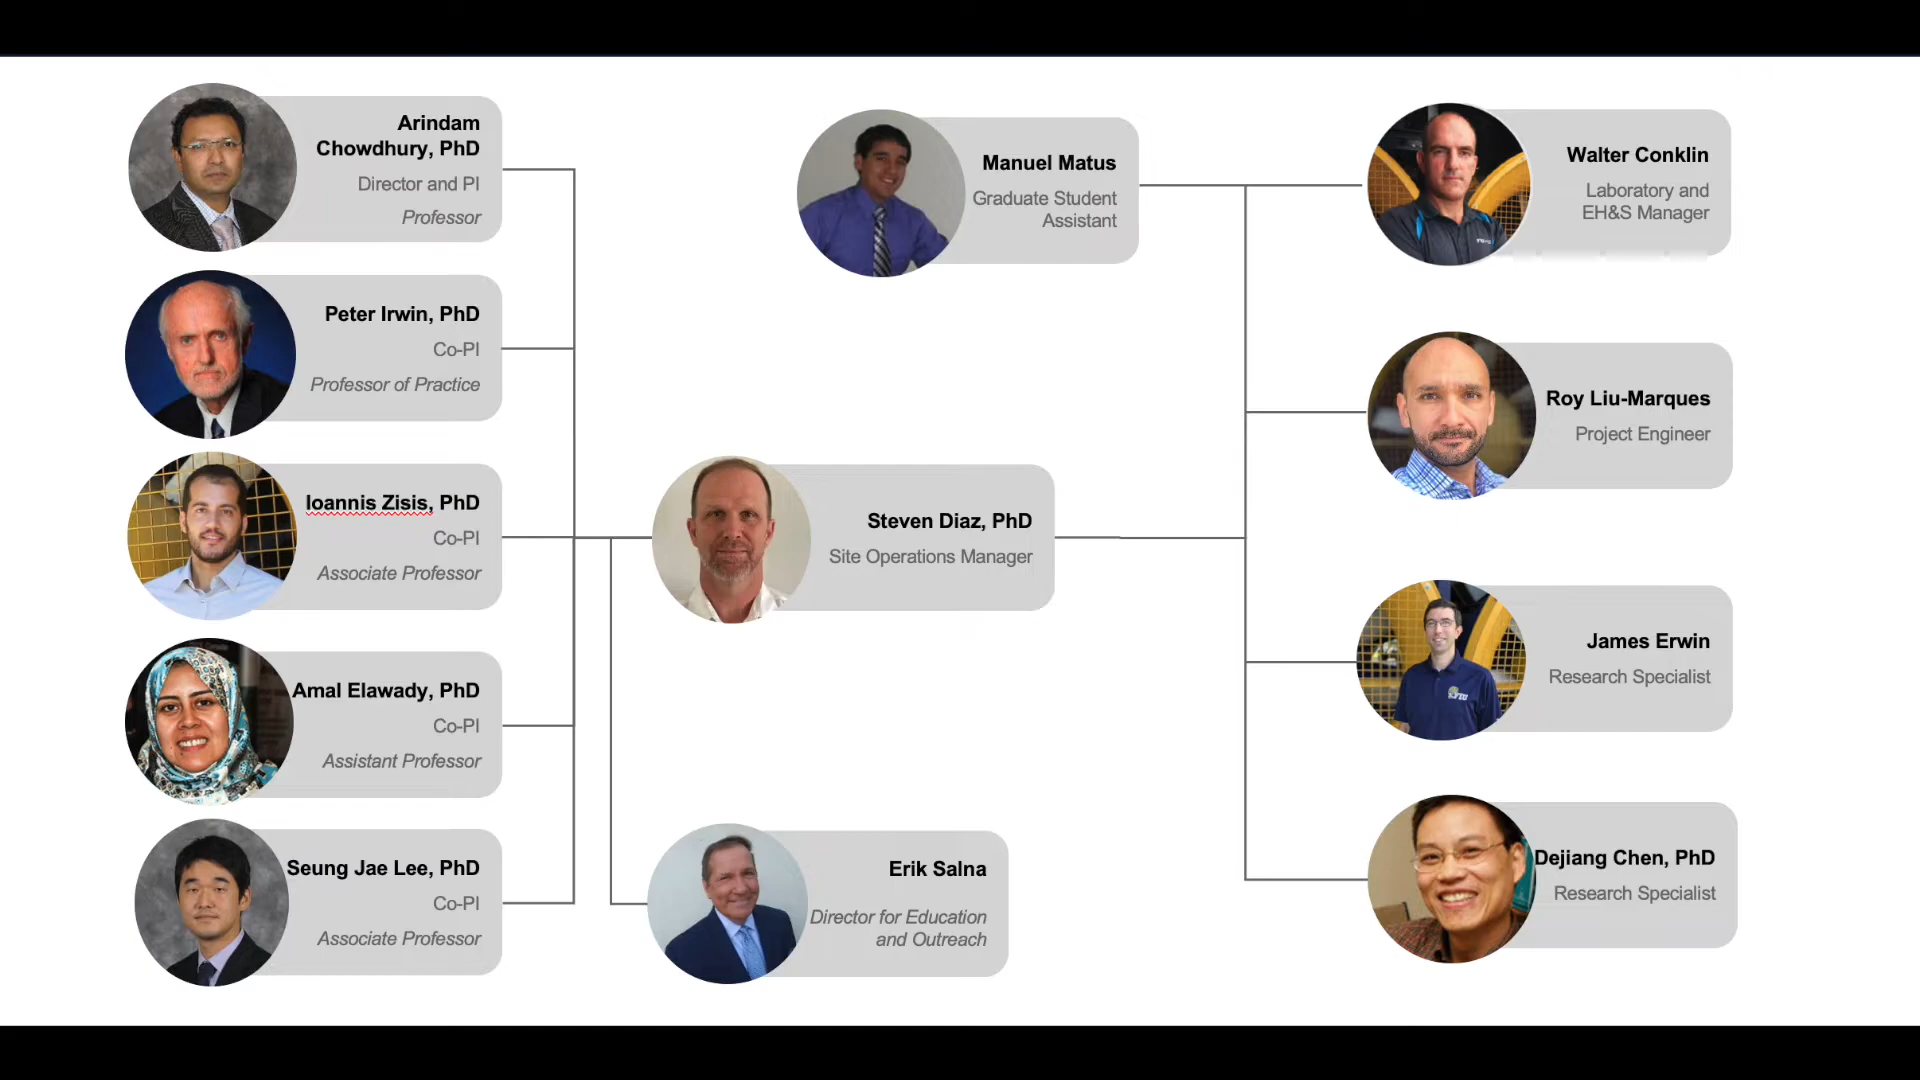 Arindam
Chowdhury, PhD
Director and PI
Professor
Peter Irwin, PhD
Co-PI
Professor of Practice
Ioannis Zisis, PhD
Co-PI
Associate Professor
Amal Elawady, PhD
Co-PI
Assistant Professor
Seung Jae Lee, PhD
Co-PI
Associate Professor
Manuel Matus
Graduate Student
Assistant
Steven Diaz, PhD
Site Operations Manager
Erik Salna
Director for Education
and Outreach
Walter Conklin
Laboratory and
EH&S Manager
Roy Liu-Marques
Project Engineer
James Erwin
Research Specialist
FIU
Dejiang Chen, PhD
Research Specialist